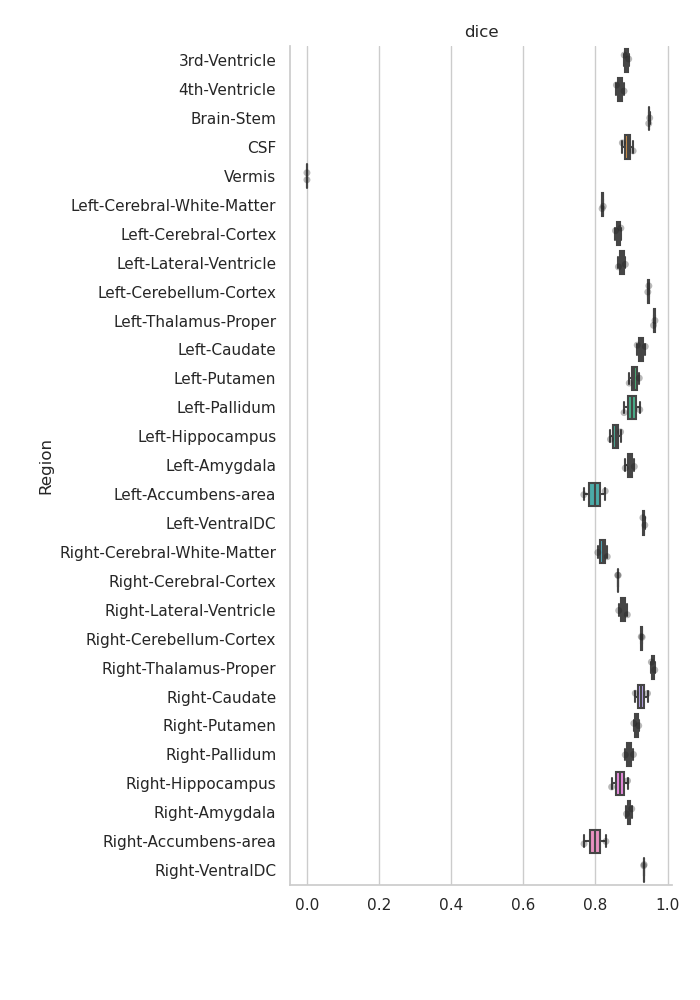 dice
3rd-Ventricle
4th-Ventricle
Brain-Stem
CSF
Vermis
Left-Cerebral-White-Matter
Left-Cerebral-Cortex
Left-Lateral-Ventricle
Left-Cerebellum-Cortex
Left-Thalamus-Proper
Left-Caudate
Left-Putamen
Left-Pallidum
Left-Hippocampus
Left-Amygdala
Left-Accumbens-area
Left-VentralDC
Right-Cerebral-White-Matter
Right-Cerebral-Cortex
Right-Lateral-Ventricle
Right-Cerebellum-Cortex
Right-Thalamus-Proper
Right-Caudate
Right-Putamen
Right-Pallidum
Right-Hippocampus
Right-Amygdala
Right-Accumbens-area
Right-VentralDC
Region
0.0 0.2 0.4 0.6 0.8 1.0